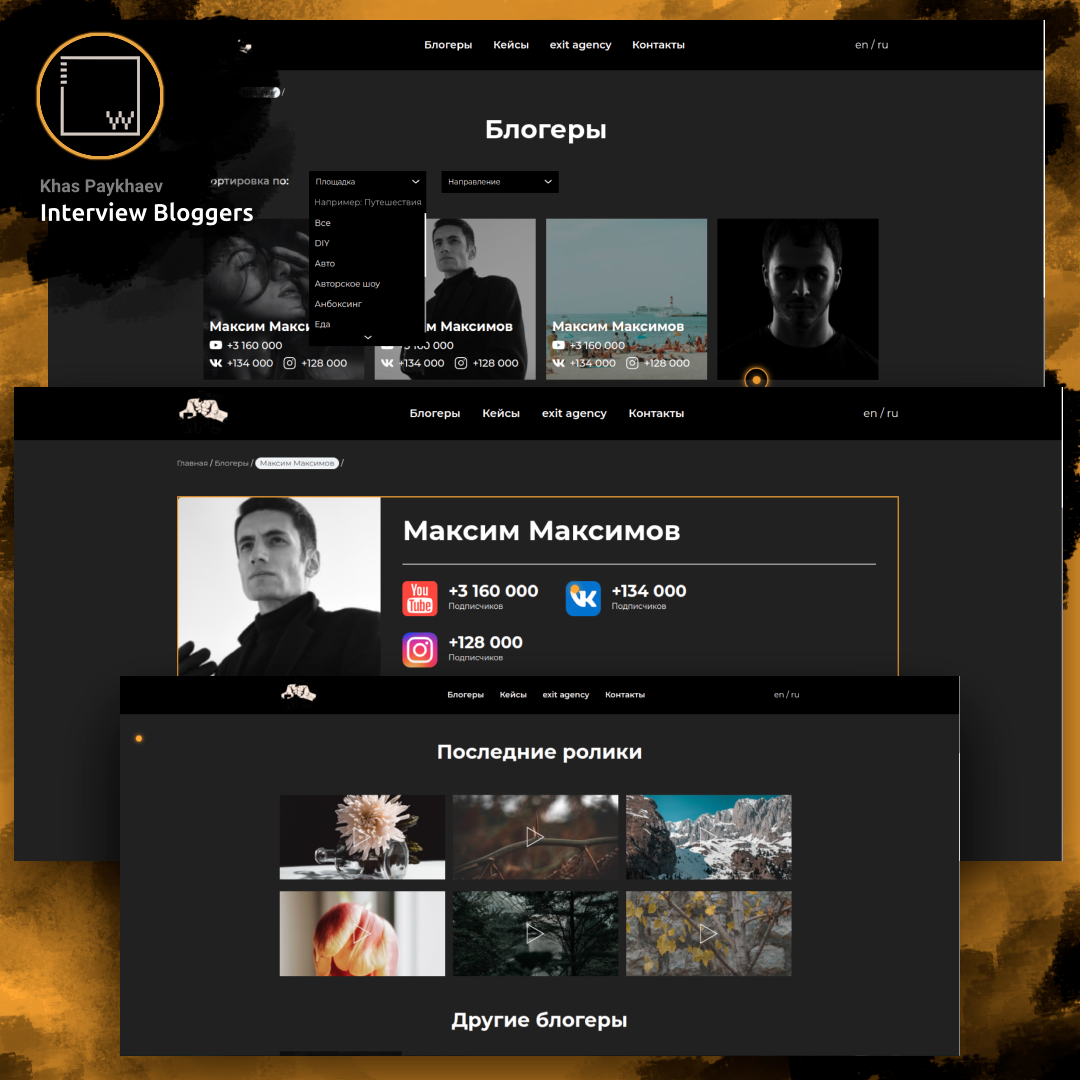 Блогеры Кейсы exit agency Контакты en / ru
W
/
Блогеры
Khas Paykhaev
Interview Bloggers
ортировка по: Площадка Направление
Например: Путешествия
Все
DIY
Авто
Авторское шоу
Анбоксинг
Еда
Максим Макси
+3 160 000
+134 000 +128 000
м Максимов
+3 160 000
+134 000 +128 000
Максим Максимов
+3 160 000
+134 000 +128 000
Блогеры Кейсы exit agency Контакты en / ru
Главная / Блогеры / Максим Максимов /
Максим Максимов
You Tube +3 160 000
Подписчиков
+134 000
Подписчиков
+128 000
Подписчиков
Блогеры Кейсы exit agency Контакты en / ru
Последние ролики
Другие блогеры